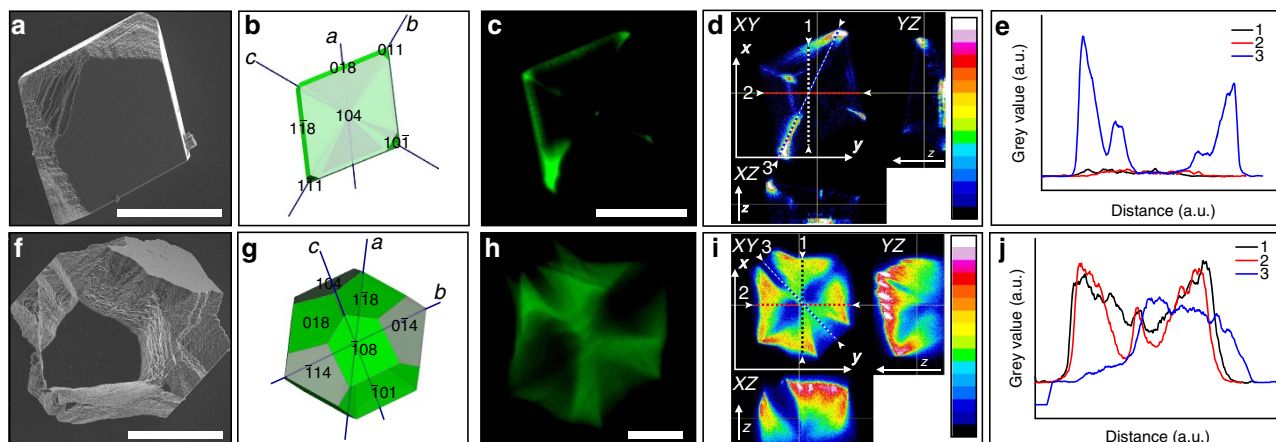 a
b
a
b
c
011
018
104
11̄8
101̄
111
c
d
XY
YZ
1
x
2
3
y
z
XZ
z
e
Grey value (a.u.)
1
2
3
Distance (a.u.)
f
g
c
a
b
104
11̄8
018
01̄4
1̄08
1̄14
1̄01
h
i
XY
YZ
3
1
x
2
y
z
XZ
z
j
Grey value (a.u.)
1
2
3
Distance (a.u.)